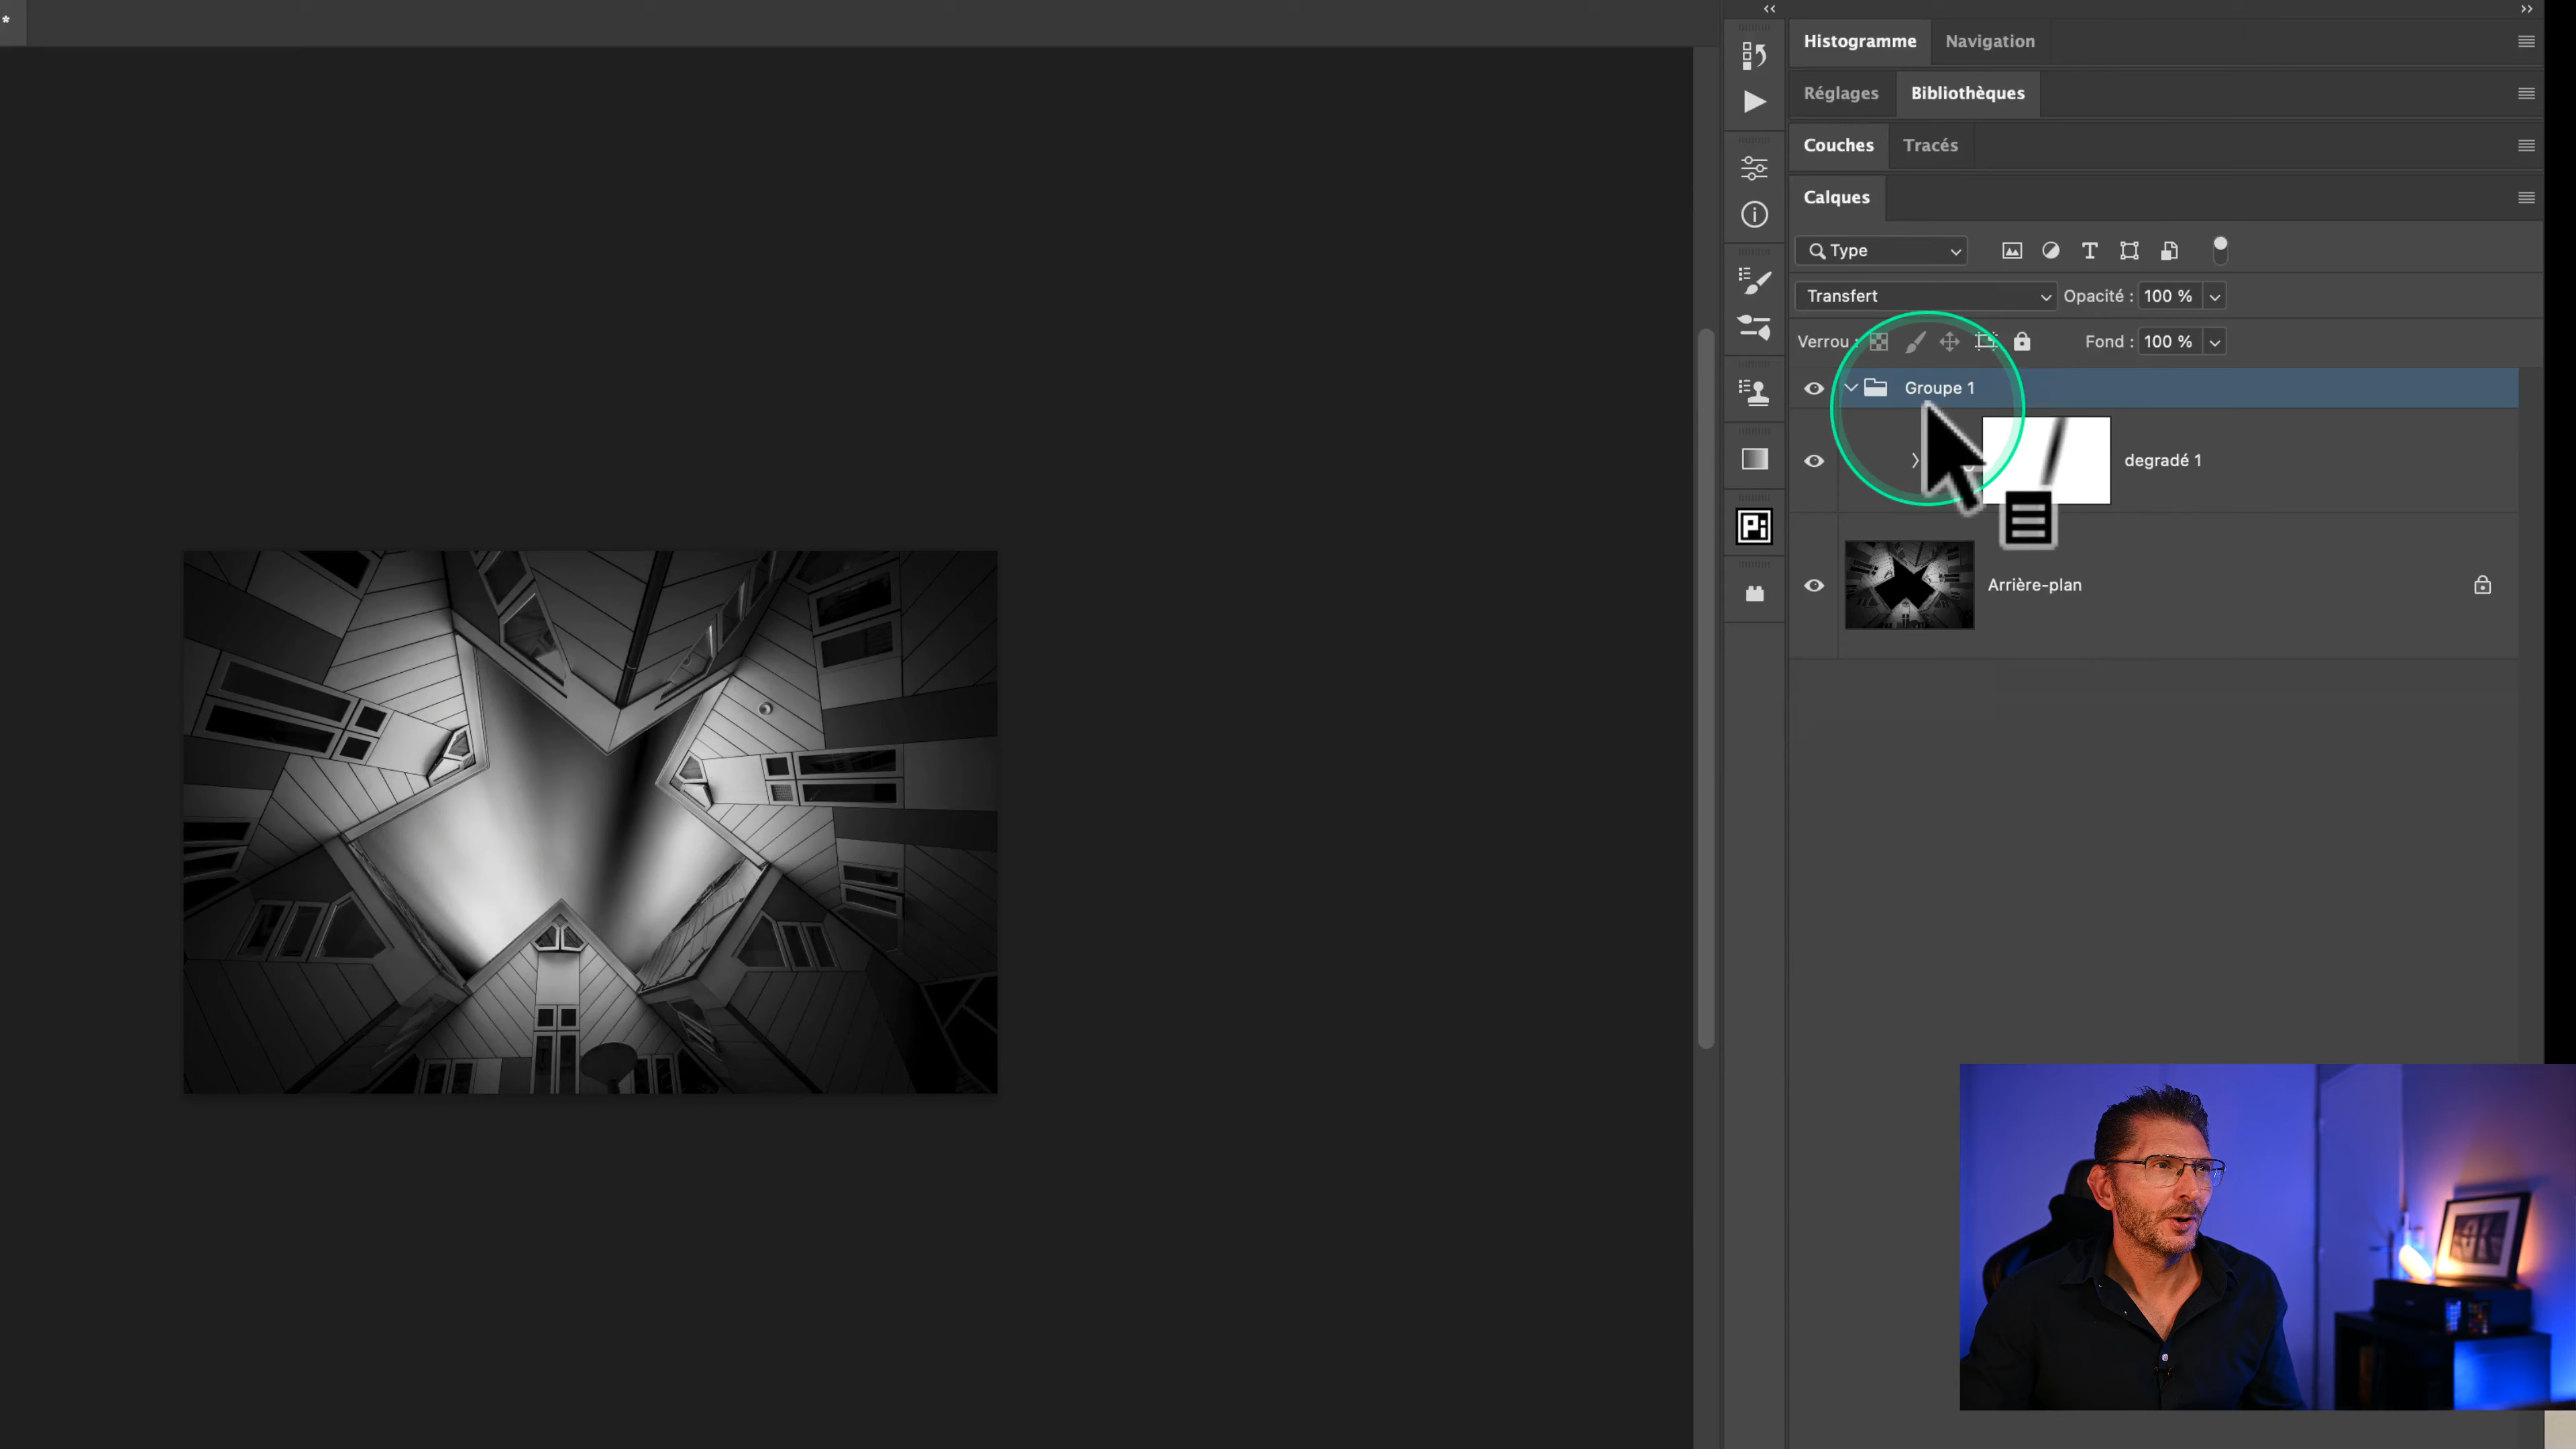 *
Histogramme Navigation
Réglages Bibliothèques
Couches Tracés
Calques
Type
Transfert Opacité : 100 %
Verrou : Fond : 100 %
Groupe 1
degradé 1
Arrière-plan
Pi